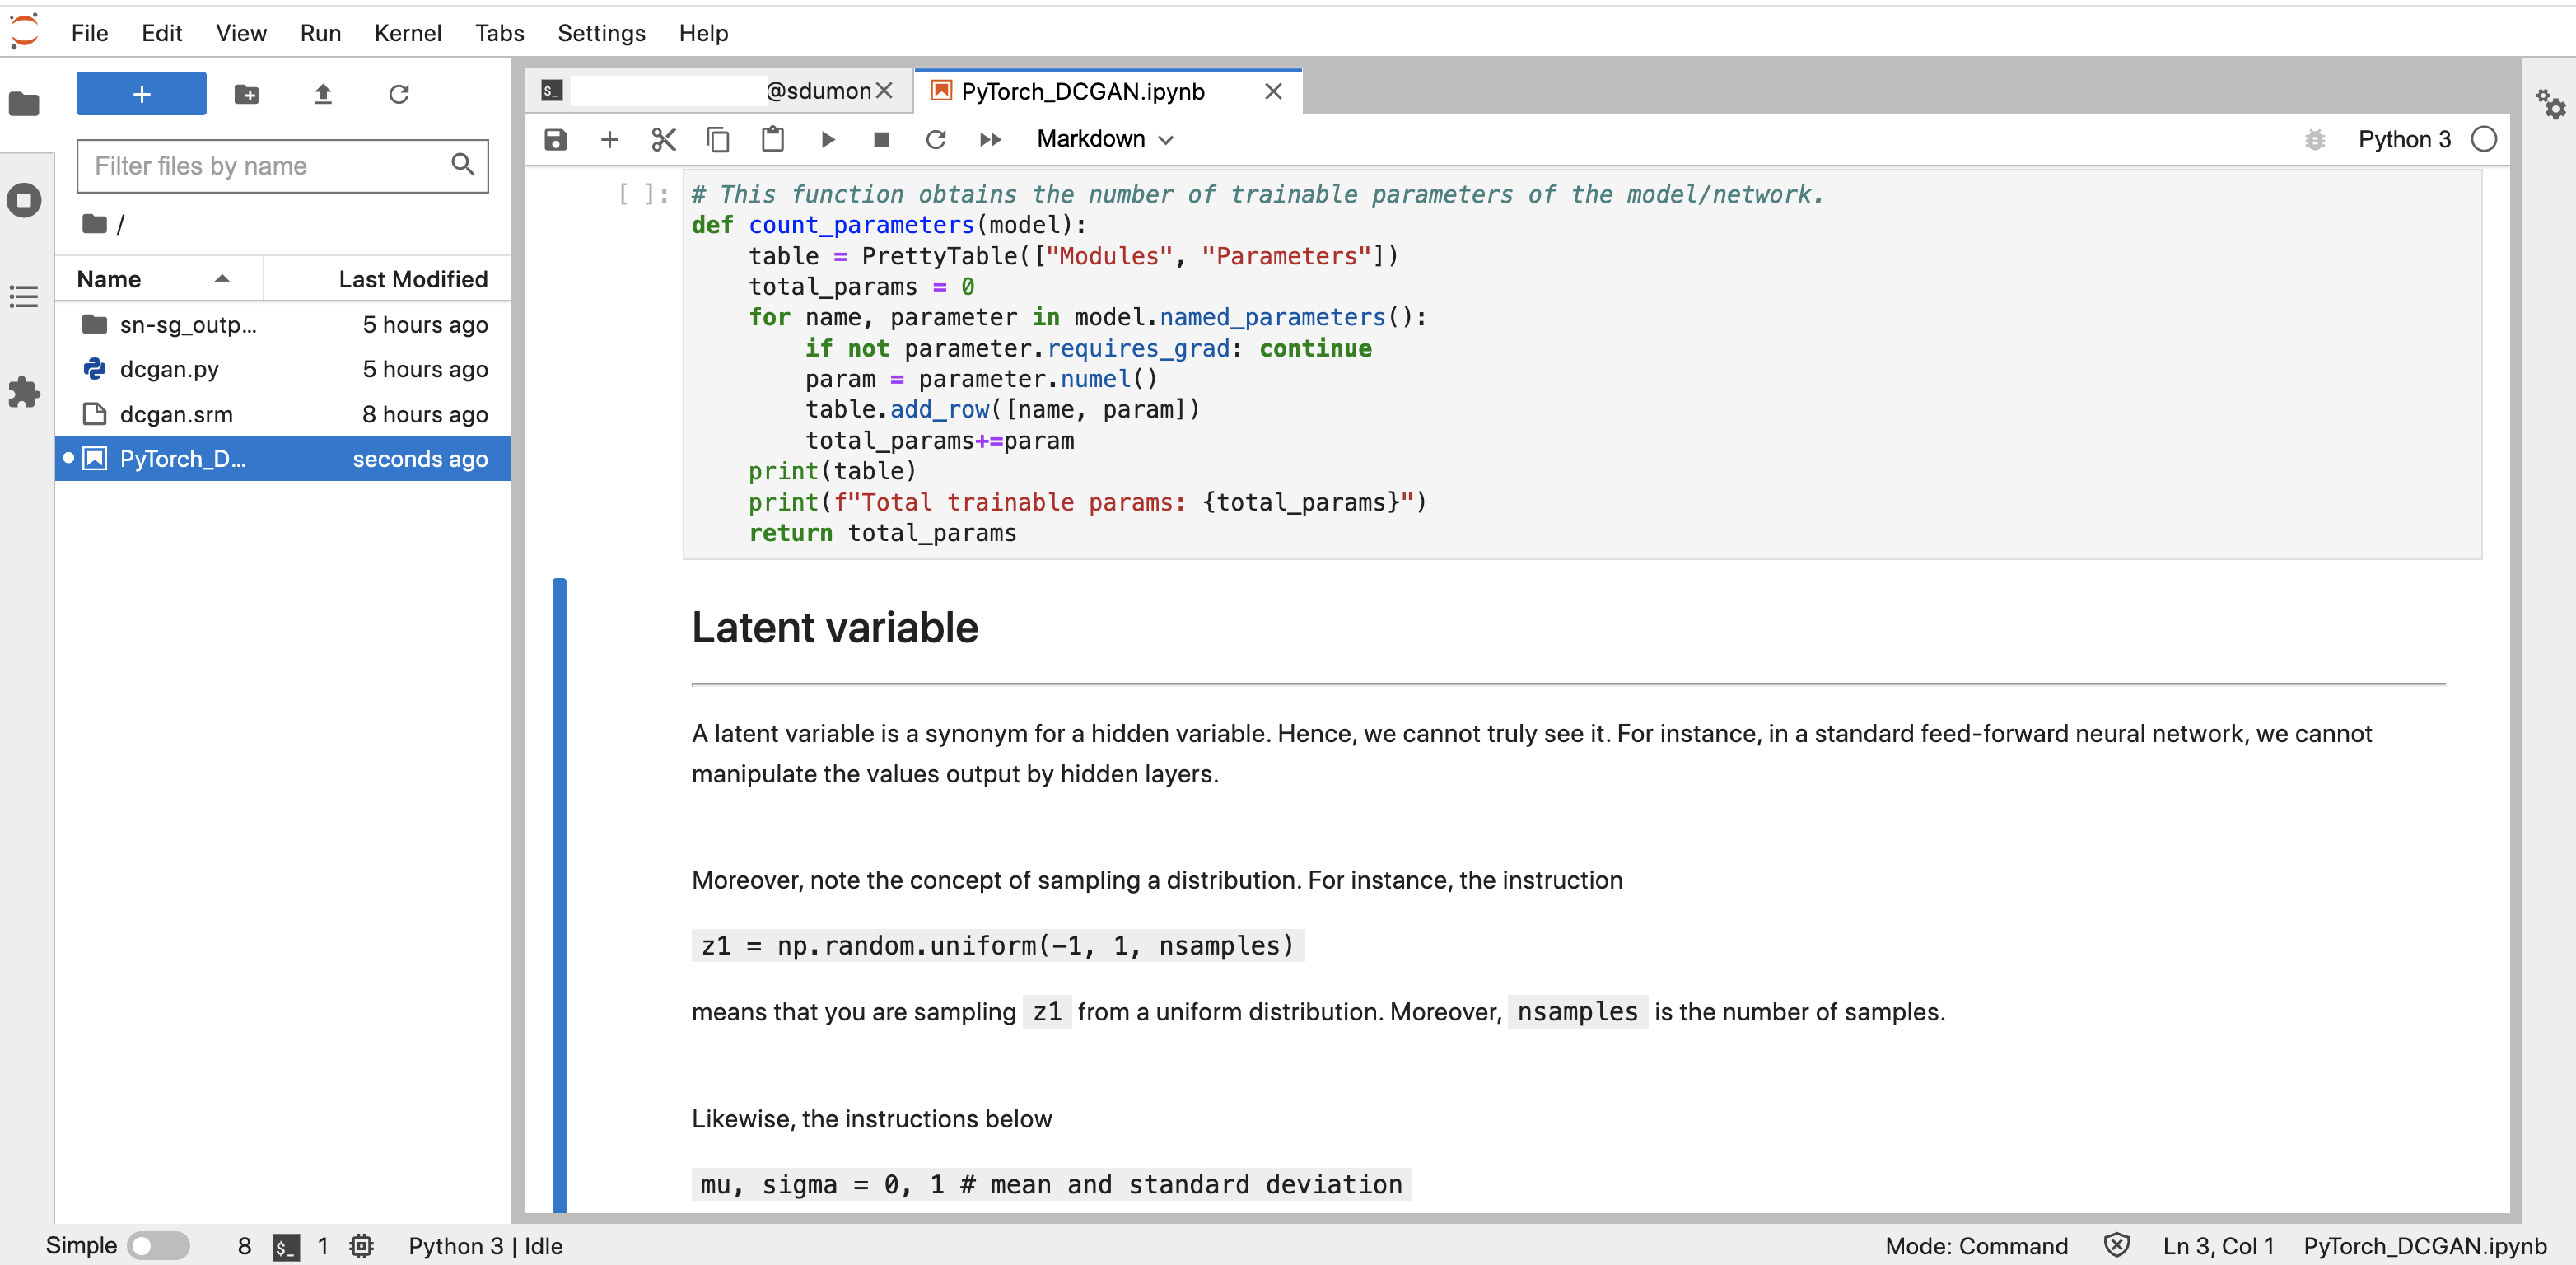 File Edit View Run Kernel Tabs Settings Help
+
Filter files by name
/
Name Last Modified
sn-sg_outp... 5 hours ago
dcgan.py 5 hours ago
dcgan.srm 8 hours ago
PyTorch_D... seconds ago
$_ @sdumon PyTorch_DCGAN.ipynb
Markdown Python 3
[ ]: # This function obtains the number of trainable parameters of the model/network.
def count_parameters(model):
    table = PrettyTable(["Modules", "Parameters"])
    total_params = 0
    for name, parameter in model.named_parameters():
        if not parameter.requires_grad: continue
        param = parameter.numel()
        table.add_row([name, param])
        total_params+=param
    print(table)
    print(f"Total trainable params: {total_params}")
    return total_params
Latent variable
A latent variable is a synonym for a hidden variable. Hence, we cannot truly see it. For instance, in a standard feed-forward neural network, we cannot
manipulate the values output by hidden layers.
Moreover, note the concept of sampling a distribution. For instance, the instruction
z1 = np.random.uniform(-1, 1, nsamples)
means that you are sampling z1 from a uniform distribution. Moreover, nsamples is the number of samples.
Likewise, the instructions below
mu, sigma = 0, 1 # mean and standard deviation
Simple 8 $_ 1 Python 3 | Idle Mode: Command Ln 3, Col 1 PyTorch_DCGAN.ipynb